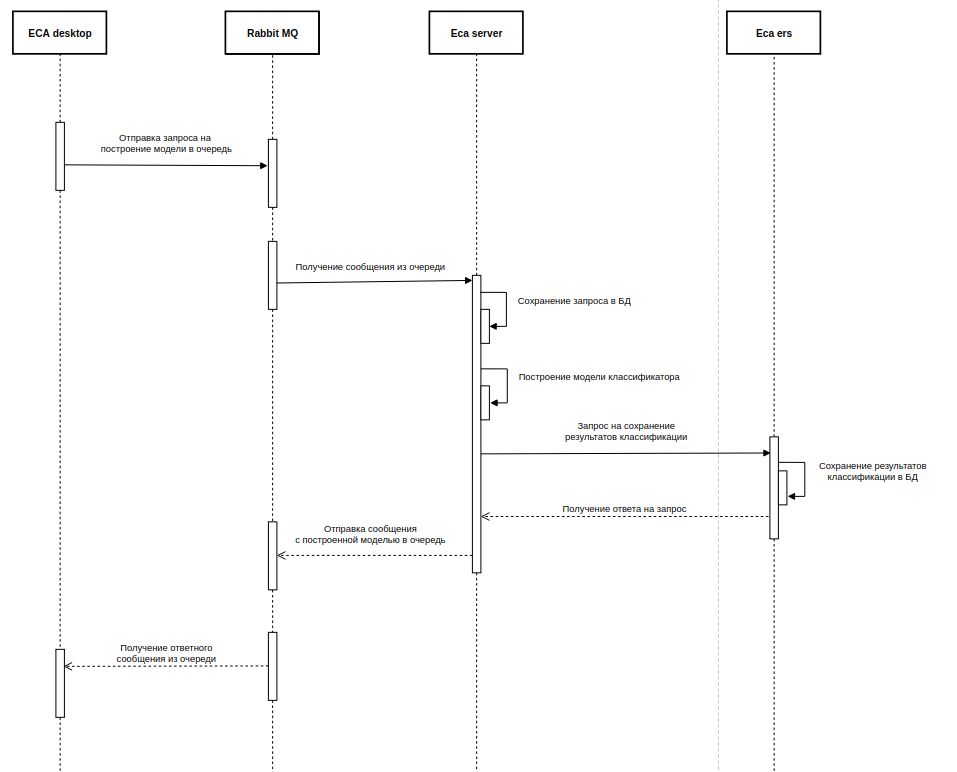 ECA desktop
Rabbit MQ
Eca server
Eca ers
Отправка запроса на
построение модели в очередь
Получение сообщения из очереди
Сохранение запроса в БД
Построение модели классификатора
Запрос на сохранение
результатов классификации
Сохранение результатов
классификации в БД
Получение ответа на запрос
Отправка сообщения
с построенной моделью в очередь
Получение ответного
сообщения из очереди